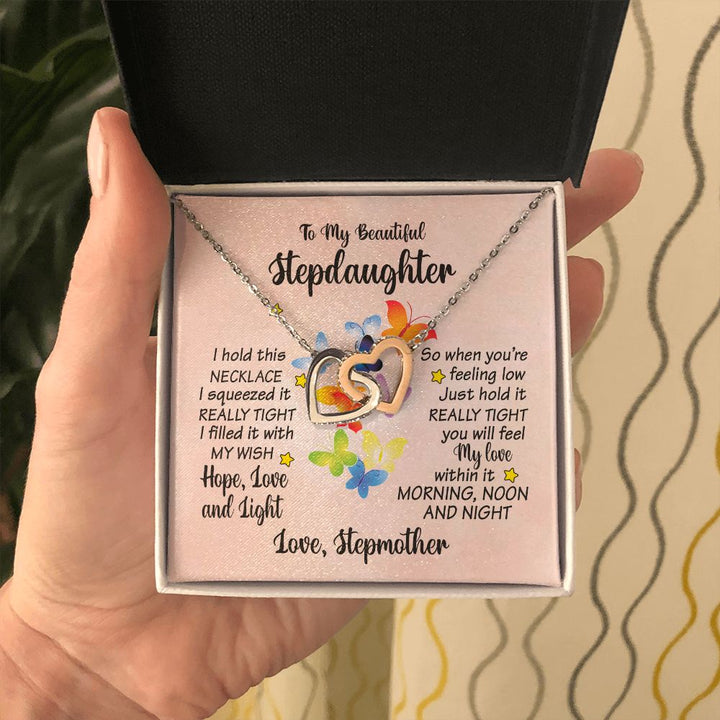 To My Beautiful
Stepdaughter
I hold this
NECKLACE
I squeezed it
REALLY TIGHT
I filled it with
MY WISH
Hope, Love
and Light
So when you're
feeling low
Just hold it
REALLY TIGHT
you will feel
My love
within it
MORNING, NOON
AND NIGHT
Love, Stepmother